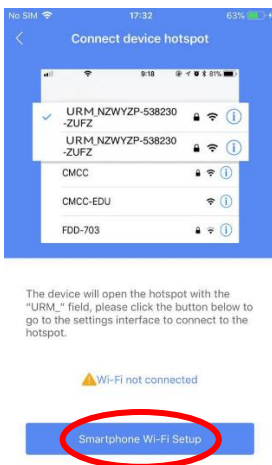 No SIM 17:32 63%
Connect device hotspot
9:18 81%
URM_NZWYZP-538230
-ZUFZ
URM_NZWYZP-538230
-ZUFZ
CMCC
CMCC-EDU
FDD-703
The device will open the hotspot with the
"URM_" field, please click the button below to
go to the settings interface to connect to the
hotspot.
Wi-Fi not connected
Smartphone Wi-Fi Setup